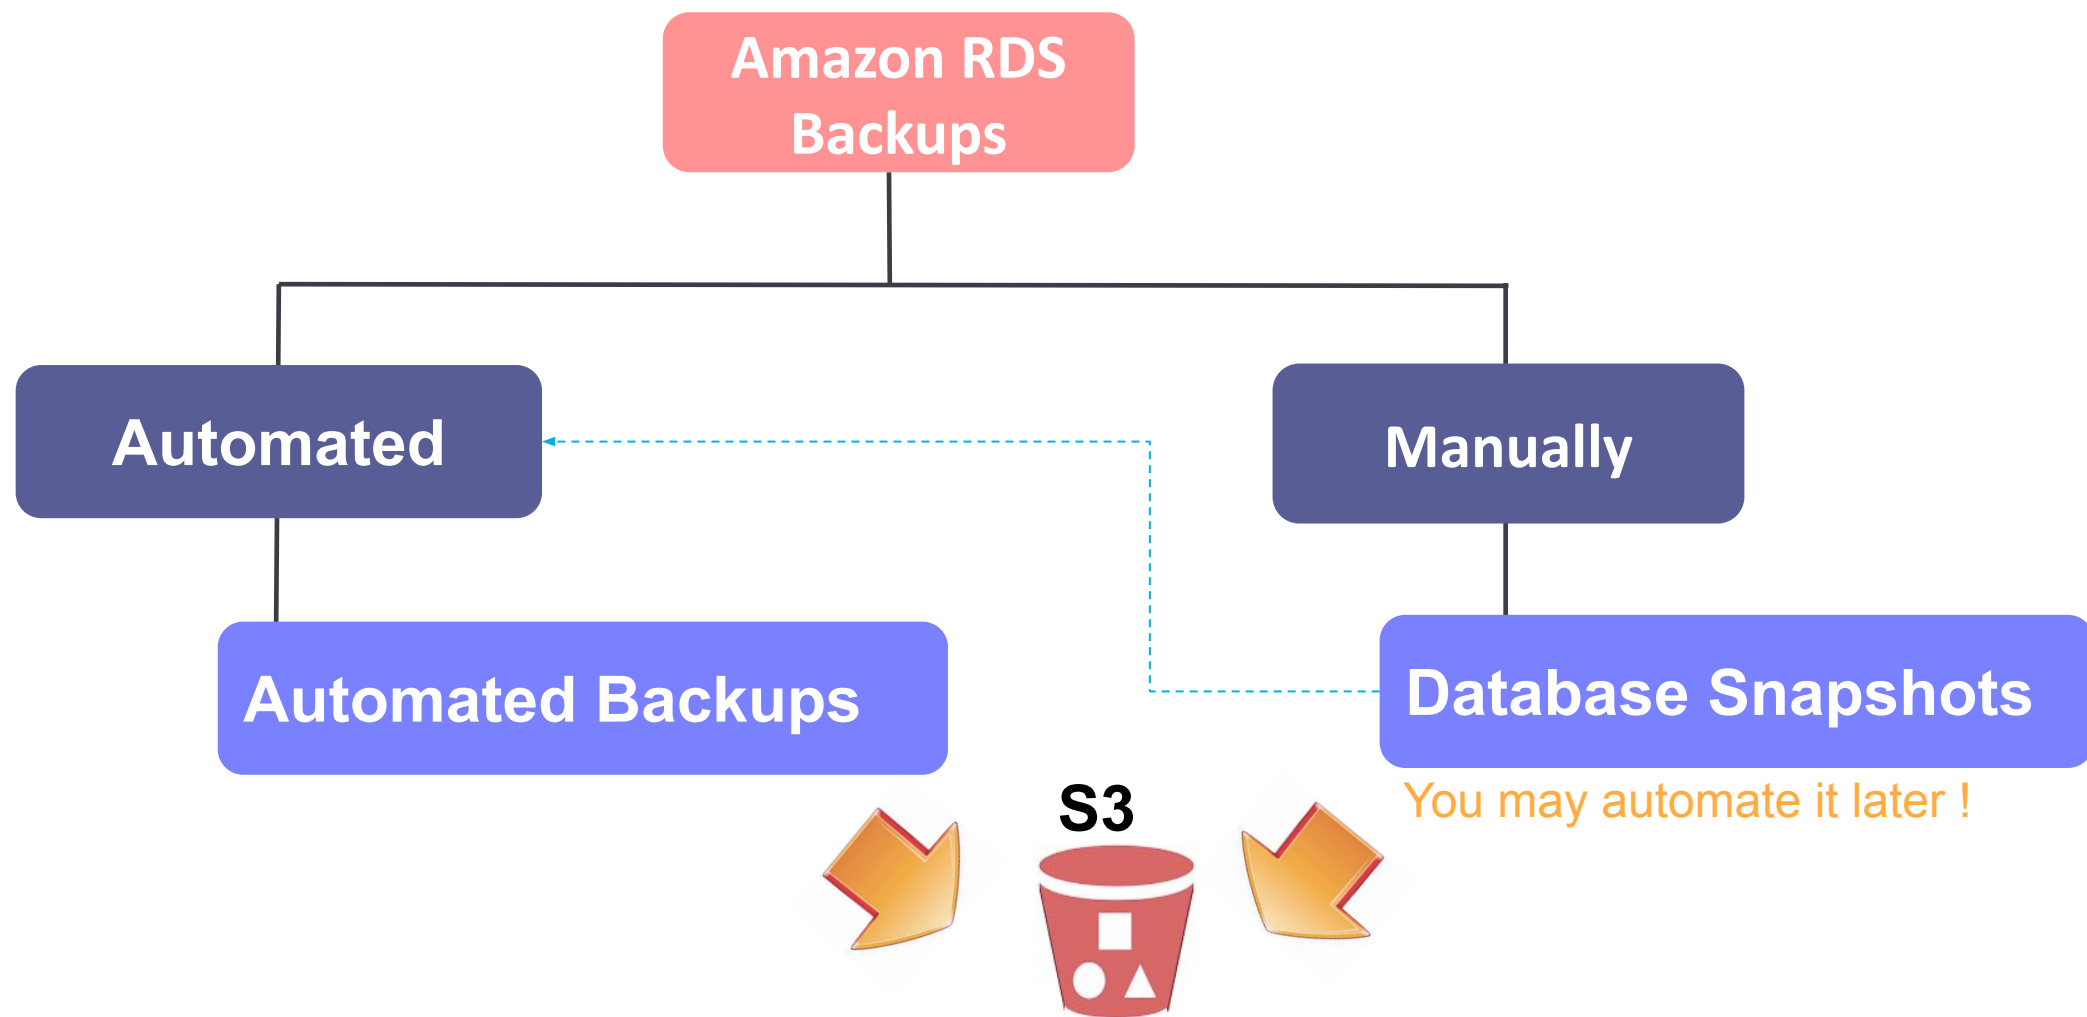 Amazon RDS
Backups
Automated
Manually
Automated Backups
Database Snapshots
S3
You may automate it later !